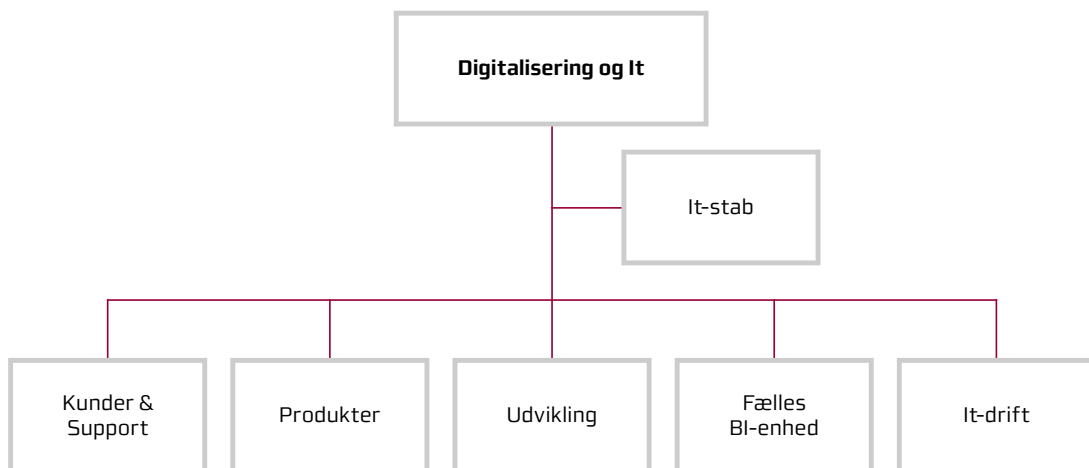 Digitalisering og It
It-stab
Kunder &
Support
Produkter
Udvikling
Fælles
BI-enhed
It-drift